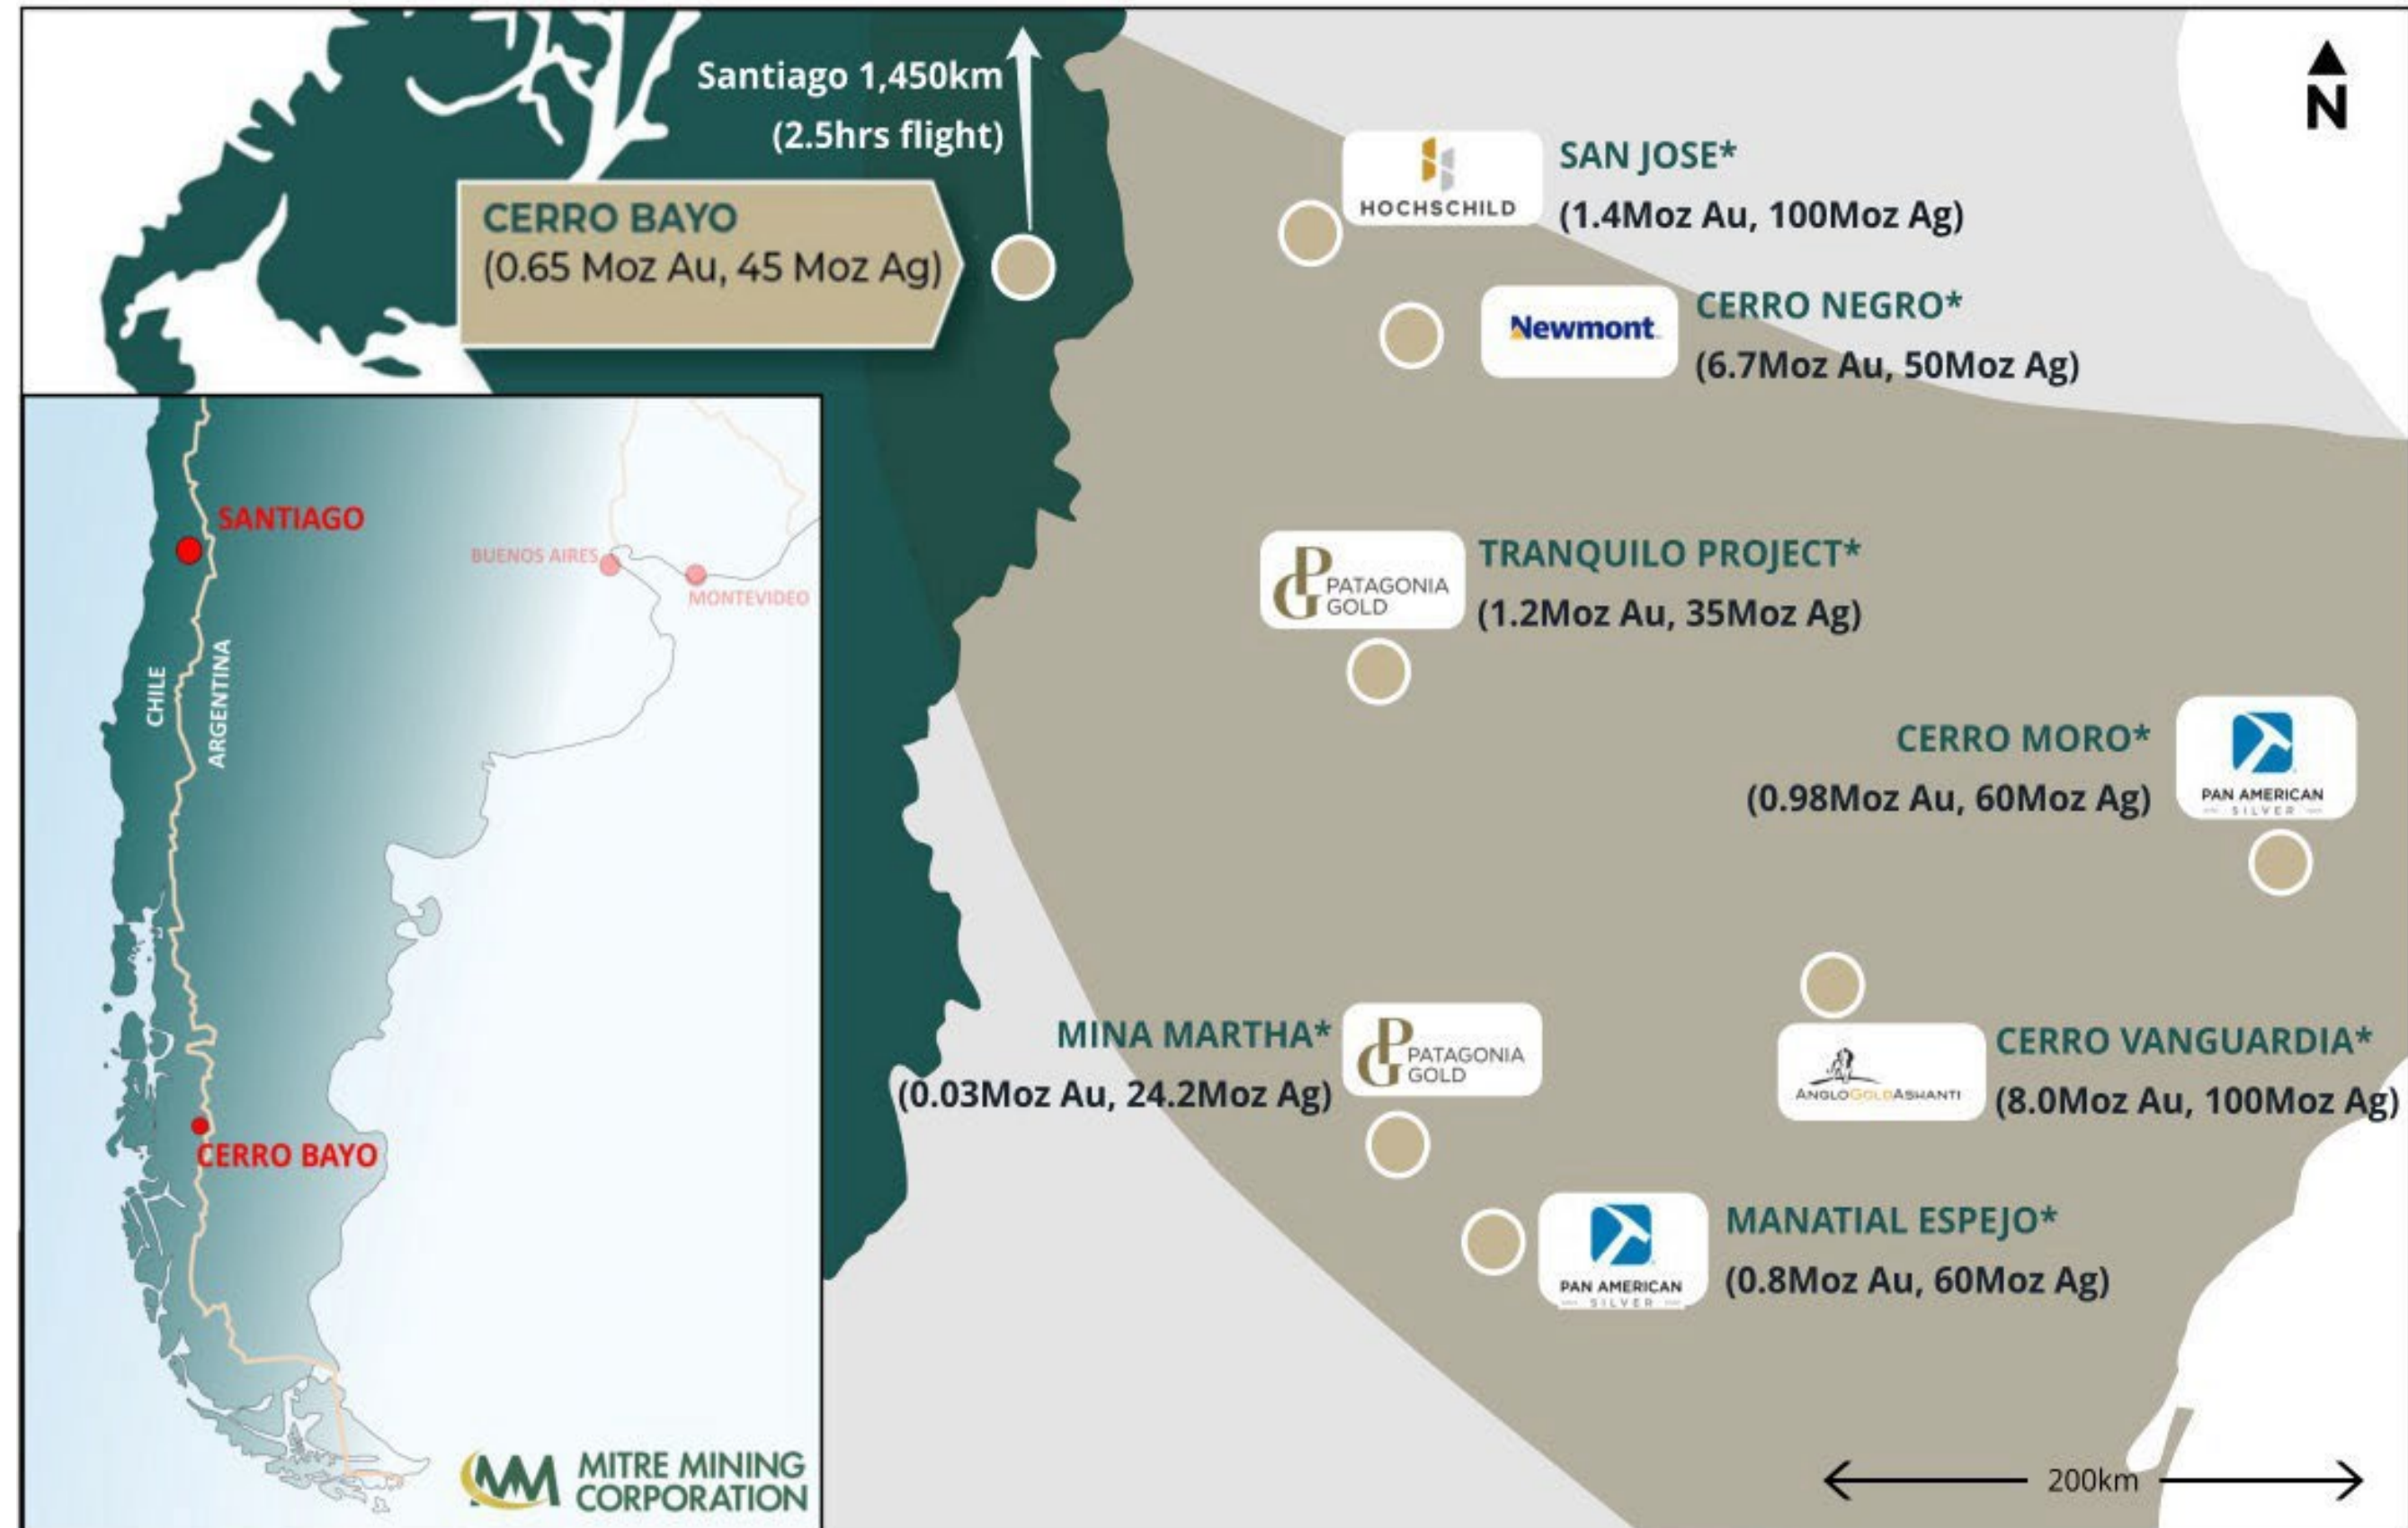 Santiago 1,450km
(2.5hrs flight)
N
CERRO BAYO
(0.65 Moz Au, 45 Moz Ag)
HOCHSCHILD
SAN JOSE*
(1.4Moz Au, 100Moz Ag)
Newmont
CERRO NEGRO*
(6.7Moz Au, 50Moz Ag)
PATAGONIA
GOLD
TRANQUILO PROJECT*
(1.2Moz Au, 35Moz Ag)
CERRO MORO*
(0.98Moz Au, 60Moz Ag)
PAN AMERICAN
SILVER
MINA MARTHA*
(0.03Moz Au, 24.2Moz Ag)
PATAGONIA
GOLD
ANGLOGOLDASHANTI
CERRO VANGUARDIA*
(8.0Moz Au, 100Moz Ag)
PAN AMERICAN
SILVER
MANATIAL ESPEJO*
(0.8Moz Au, 60Moz Ag)
200km
SANTIAGO
BUENOS AIRES
MONTEVIDEO
CHILE
ARGENTINA
CERRO BAYO
MITRE MINING
CORPORATION